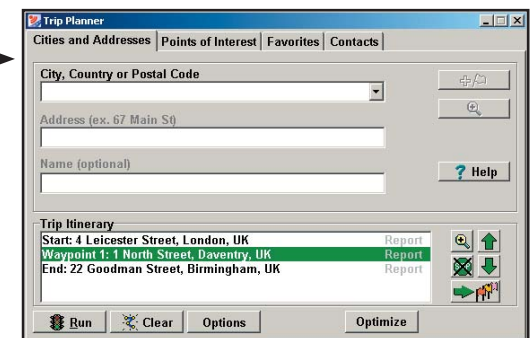 Trip Planner
Cities and Addresses Points of Interest Favorites Contacts
City, Country or Postal Code
Address (ex. 67 Main St)
Name (optional)
? Help
Trip Itinerary
Start: 4 Leicester Street, London, UK Report
Waypoint 1: 1 North Street, Daventry, UK Report
End: 22 Goodman Street, Birmingham, UK Report
Run Clear Options Optimize